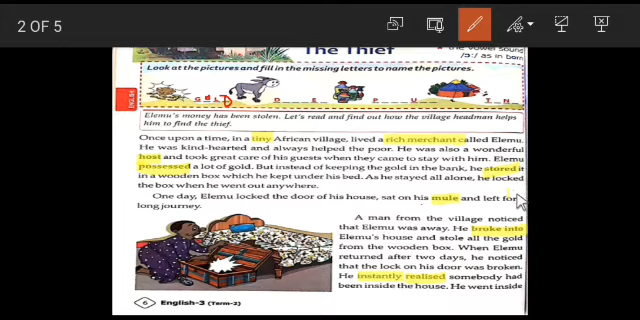 2 OF 5
The Thief
the vowel sound
/ɔ:/ as in born
Look at the pictures and fill in the missing letters to name the pictures.
ENGLISH
G o L D
D E
P U
T N
Elemu's money has been stolen. Let's read and find out how the village headman helps
him to find the thief.
Once upon a time, in a tiny African village, lived a rich merchant called Elemu.
He was kind-hearted and always helped the poor. He was also a wonderful
host and took great care of his guests when they came to stay with him. Elemu
possessed a lot of gold. But instead of keeping the gold in the bank, he stored it
in a wooden box which he kept under his bed. As he stayed all alone, he locked
the box when he went out anywhere.
One day, Elemu locked the door of his house, sat on his mule and left for
long journey.
A man from the village noticed
that Elemu was away. He broke into
Elemu's house and stole all the gold
from the wooden box. When Elemu
returned after two days, he noticed
that the lock on his door was broken.
He instantly realised somebody had
been inside the house. He went inside
6 English-3 (Term-2)